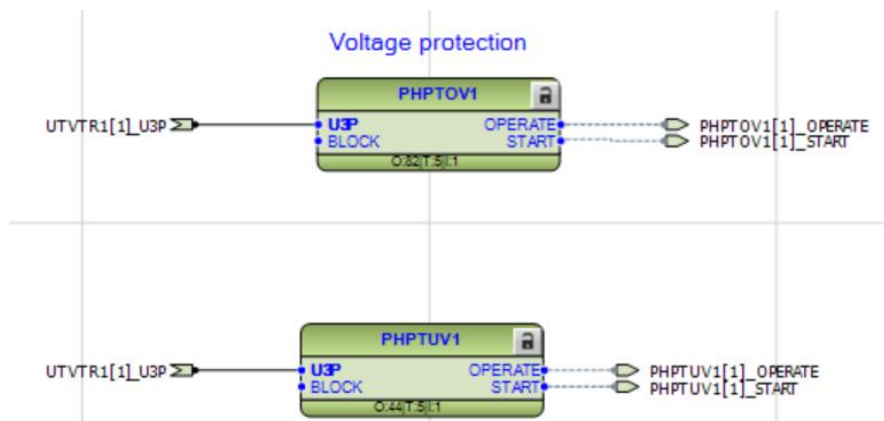 Voltage protection
PHPTOV1
UTVTR1[1]_U3P
U3P
OPERATE
PHPTOV1[1]_OPERATE
BLOCK
START
PHPTOV1[1]_START
O:82|T:5|I:1
PHPTUV1
UTVTR1[1]_U3P
U3P
OPERATE
PHPTUV1[1]_OPERATE
BLOCK
START
PHPTUV1[1]_START
O:44|T:5|I:1